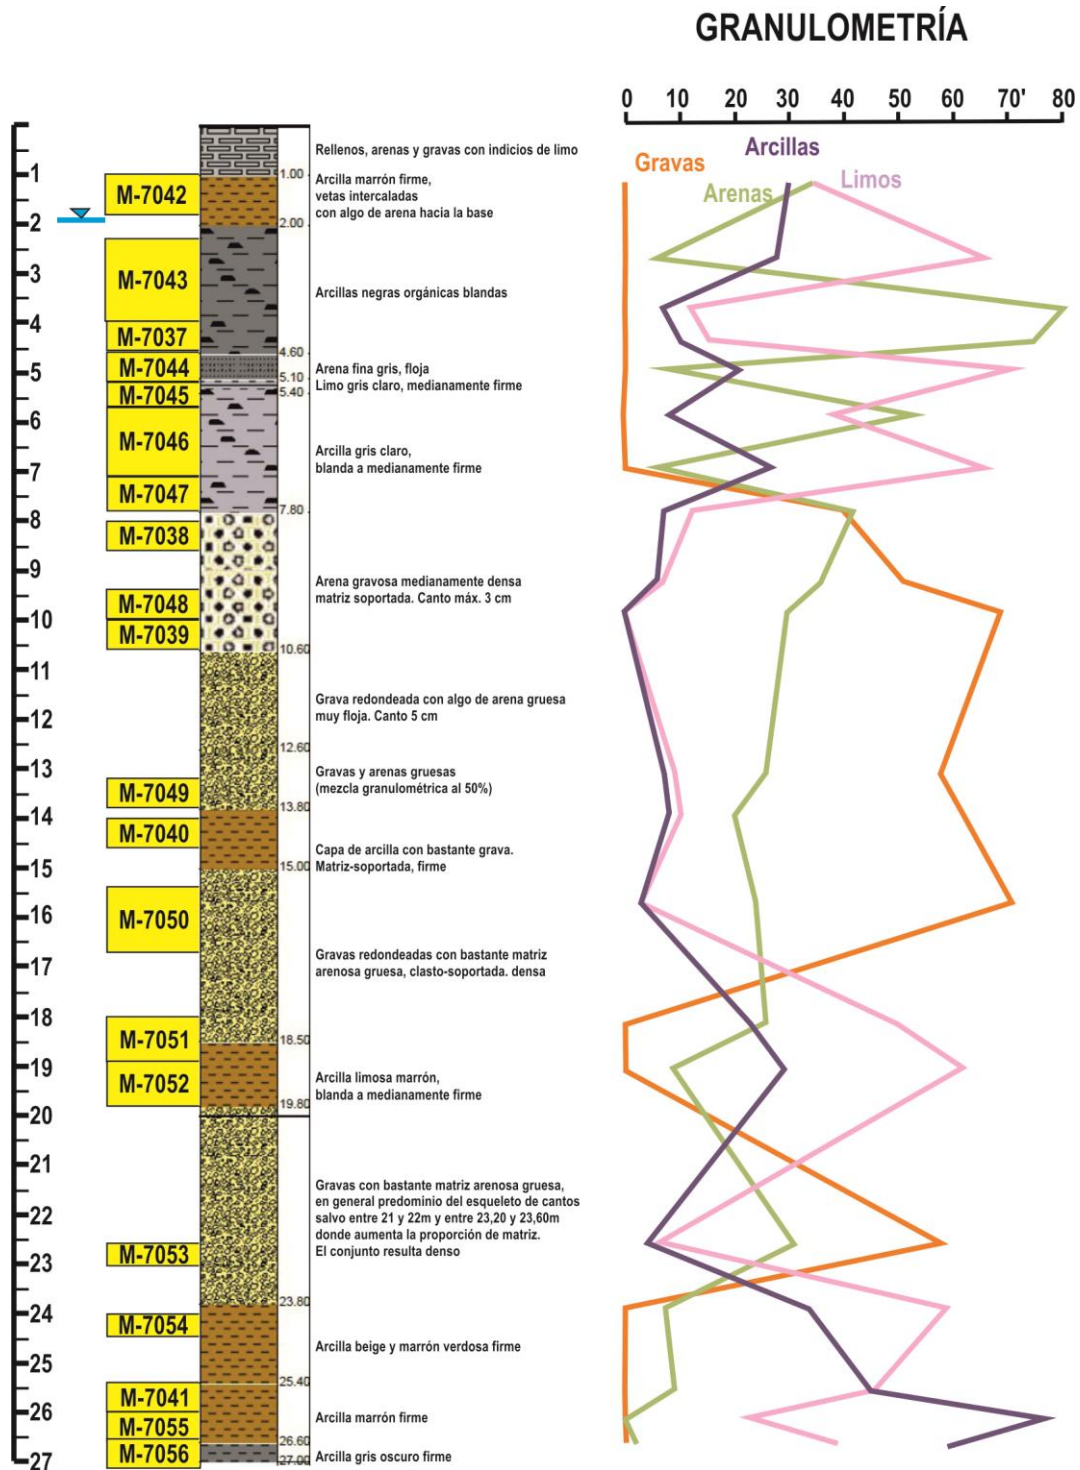 GRANULOMETRÍA
0 10 20 30 40 50 60 70' 80
Gravas
Arcillas
Arenas
Limos
1
2
3
4
5
6
7
8
9
10
11
12
13
14
15
16
17
18
19
20
21
22
23
24
25
26
27
M-7042
M-7043
M-7037
M-7044
M-7045
M-7046
M-7047
M-7038
M-7048
M-7039
M-7049
M-7040
M-7050
M-7051
M-7052
M-7053
M-7054
M-7041
M-7055
M-7056
1.00
2.00
4.60
5.10
5.40
7.80
10.60
12.60
13.80
15.00
18.50
19.80
23.80
25.40
26.60
27.00
Rellenos, arenas y gravas con indicios de limo
Arcilla marrón firme,
vetas intercaladas
con algo de arena hacia la base
Arcillas negras orgánicas blandas
Arena fina gris, floja
Limo gris claro, medianamente firme
Arcilla gris claro,
blanda a medianamente firme
Arena gravosa medianamente densa
matriz soportada. Canto máx. 3 cm
Grava redondeada con algo de arena gruesa
muy floja. Canto 5 cm
Gravas y arenas gruesas
(mezcla granulométrica al 50%)
Capa de arcilla con bastante grava.
Matriz-soportada, firme
Gravas redondeadas con bastante matriz
arenosa gruesa, clasto-soportada. densa
Arcilla limosa marrón,
blanda a medianamente firme
Gravas con bastante matriz arenosa gruesa,
en general predominio del esqueleto de cantos
salvo entre 21 y 22m y entre 23,20 y 23,60m
donde aumenta la proporción de matriz.
El conjunto resulta denso
Arcilla beige y marrón verdosa firme
Arcilla marrón firme
Arcilla gris oscuro firme